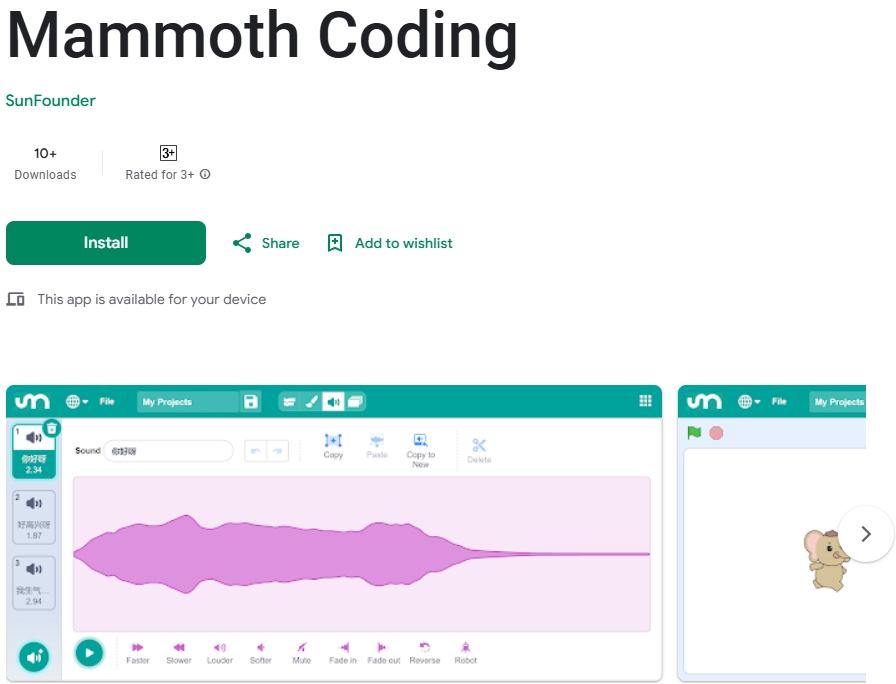 Mammoth Coding
SunFounder
10+
3+
Downloads
Rated for 3+
Install
Share
Add to wishlist
This app is available for your device
File
My Projects
File
My Projects
1
你好呀
2.34
Sound
你好呀
Copy
Paste
Copy to
New
Delete
2
好高兴呀
1.87
3
我生气...
2.94
Faster
Slower
Louder
Softer
Mute
Fade in
Fade out
Reverse
Robot